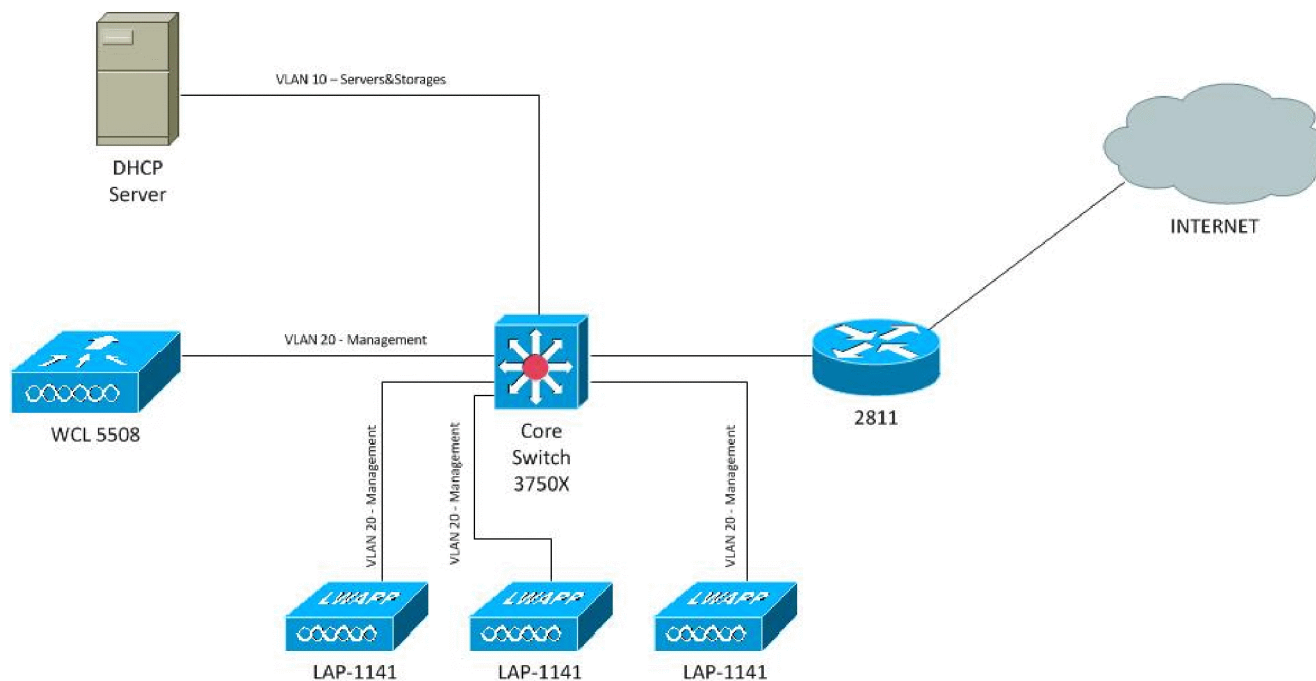 VLAN 10 – Servers&Storages
DHCP
Server
INTERNET
VLAN 20 - Management
WCL 5508
Core
Switch
3750X
2811
VLAN 20 - Management
VLAN 20 - Management
VLAN 20 - Management
LWAPP
LWAPP
LWAPP
LAP-1141
LAP-1141
LAP-1141